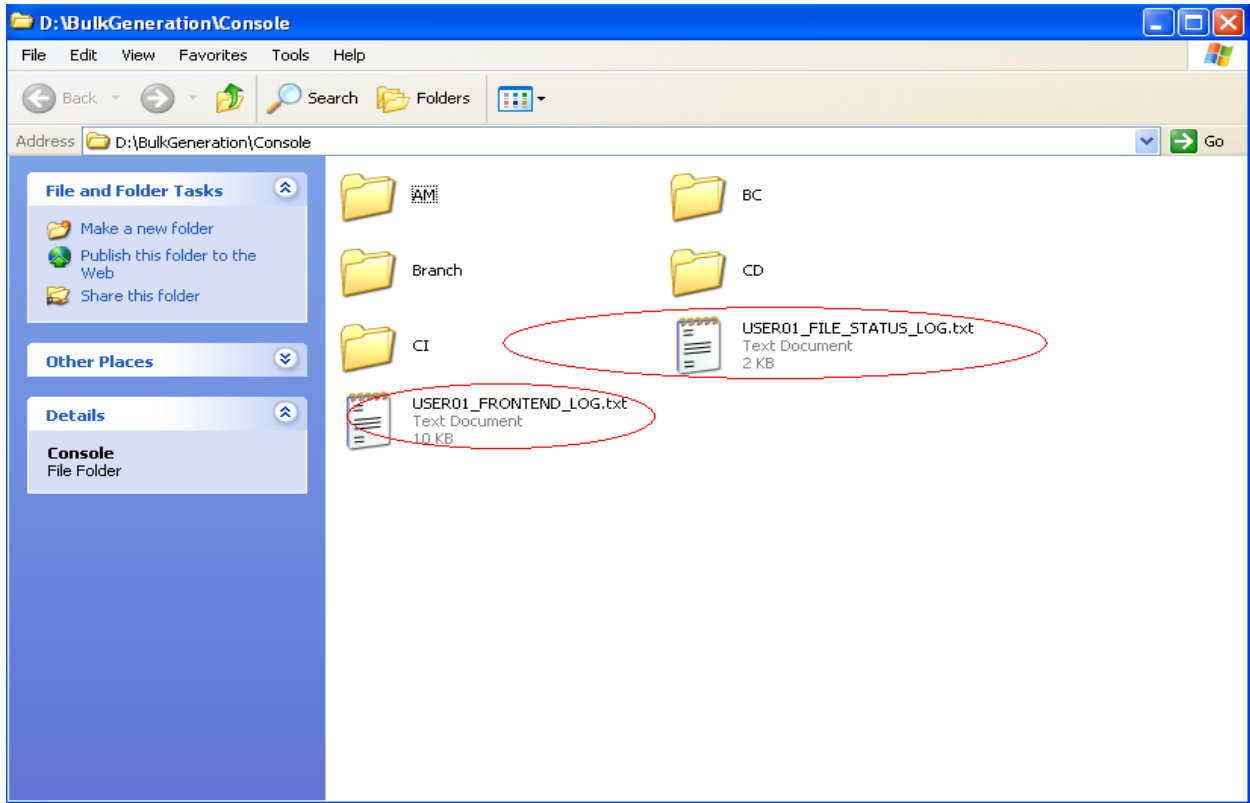 D:\BulkGeneration\Console
File Edit View Favorites Tools Help
Back Search Folders
Address D:\BulkGeneration\Console Go
File and Folder Tasks
Make a new folder
Publish this folder to the
Web
Share this folder
Other Places
Details
Console
File Folder
AM
BC
Branch
CD
CI
USER01_FILE_STATUS_LOG.txt
Text Document
2 KB
USER01_FRONTEND_LOG.txt
Text Document
10 KB